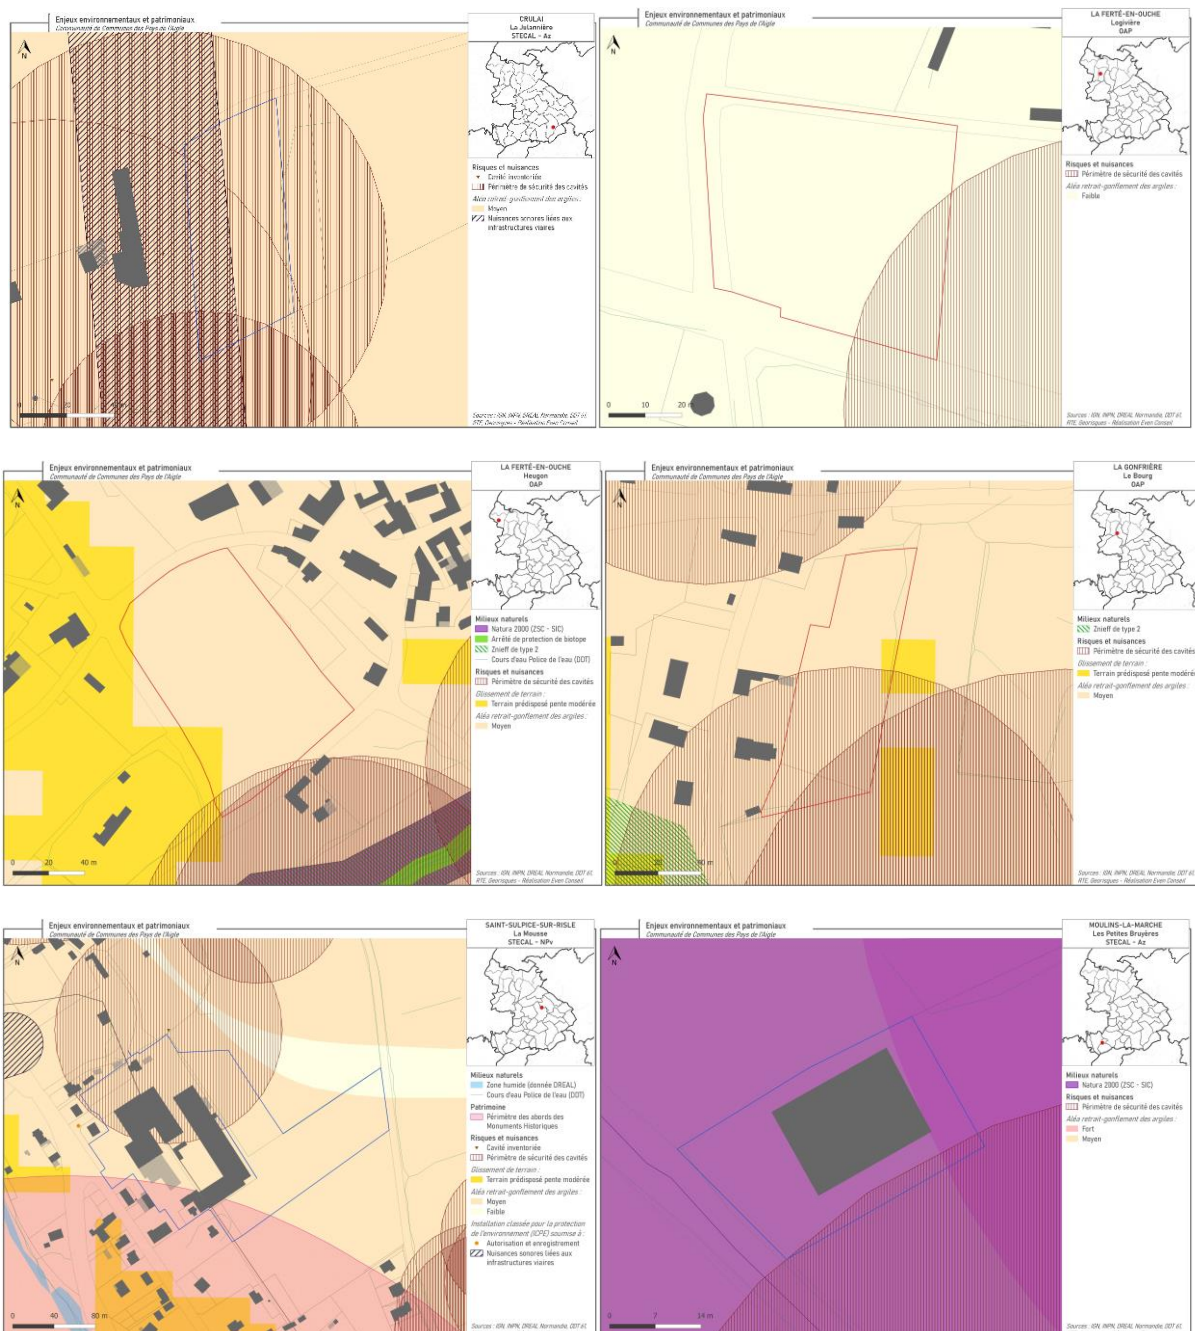 Enjeux environnementaux et patrimoniaux
Communauté de Communes des Pays de l'Aigle
CRULAI
La Jalannière
STECAL - Az
N
Risques et nuisances
Cavité inventoriée
Périmètre de sécurité des cavités
Aléa retrait-gonflement des argiles :
Moyen
Nuisances sonores liées aux
infrastructures viaires
Sources : IGN, INPN, DREAL Normandie, DDT 61,
RTE, Georisques - Réalisation Even Conseil
Enjeux environnementaux et patrimoniaux
Communauté de Communes des Pays de l'Aigle
LA FERTÉ-EN-OUCHE
Logivière
OAP
N
Risques et nuisances
Périmètre de sécurité des cavités
Aléa retrait-gonflement des argiles :
Faible
0 10 20 m
Sources : IGN, INPN, DREAL Normandie, DDT 61,
RTE, Georisques - Réalisation Even Conseil
Enjeux environnementaux et patrimoniaux
Communauté de Communes des Pays de l'Aigle
LA FERTÉ-EN-OUCHE
Heugon
OAP
N
Milieux naturels
Natura 2000 (ZSC - SIC)
Arrêté de protection de biotope
Znieff de type 2
Cours d'eau Police de l'eau (DDT)
Risques et nuisances
Périmètre de sécurité des cavités
Glissement de terrain :
Terrain prédisposé pente modérée
Aléa retrait-gonflement des argiles :
Moyen
0 20 40 m
Sources : IGN, INPN, DREAL Normandie, DDT 61,
RTE, Georisques - Réalisation Even Conseil
Enjeux environnementaux et patrimoniaux
Communauté de Communes des Pays de l'Aigle
LA GONFRIÈRE
Le Bourg
OAP
N
Milieux naturels
Znieff de type 2
Risques et nuisances
Périmètre de sécurité des cavités
Glissement de terrain :
Terrain prédisposé pente modérée
Aléa retrait-gonflement des argiles :
Moyen
0 20 40 m
Sources : IGN, INPN, DREAL Normandie, DDT 61,
RTE, Georisques - Réalisation Even Conseil
Enjeux environnementaux et patrimoniaux
Communauté de Communes des Pays de l'Aigle
SAINT-SULPICE-SUR-RISLE
La Mousse
STECAL - NPv
N
Milieux naturels
Zone humide (donnée DREAL)
Cours d'eau Police de l'eau (DDT)
Patrimoine
Périmètre des abords des
Monuments Historiques
Risques et nuisances
Cavité inventoriée
Périmètre de sécurité des cavités
Glissement de terrain :
Terrain prédisposé pente modérée
Aléa retrait-gonflement des argiles :
Moyen
Faible
Installation classée pour la protection
de l'environnement (ICPE) soumise à :
Autorisation et enregistrement
Nuisances sonores liées aux
infrastructures viaires
0 40 80 m
Sources : IGN, INPN, DREAL Normandie, DDT 61,
Enjeux environnementaux et patrimoniaux
Communauté de Communes des Pays de l'Aigle
MOULINS-LA-MARCHE
Les Petites Bruyères
STECAL - Az
N
Milieux naturels
Natura 2000 (ZSC - SIC)
Risques et nuisances
Périmètre de sécurité des cavités
Aléa retrait-gonflement des argiles :
Fort
Moyen
0 7 14 m
Sources : IGN, INPN, DREAL Normandie, DDT 61,